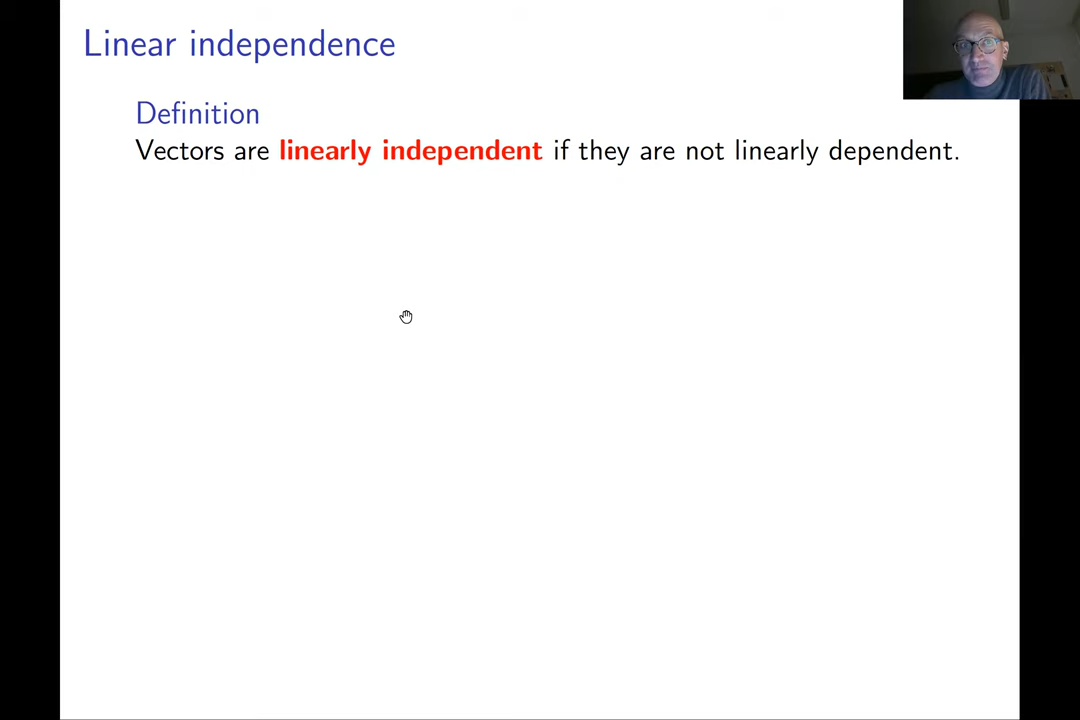 Linear independence
Definition
Vectors are linearly independent if they are not linearly dependent.